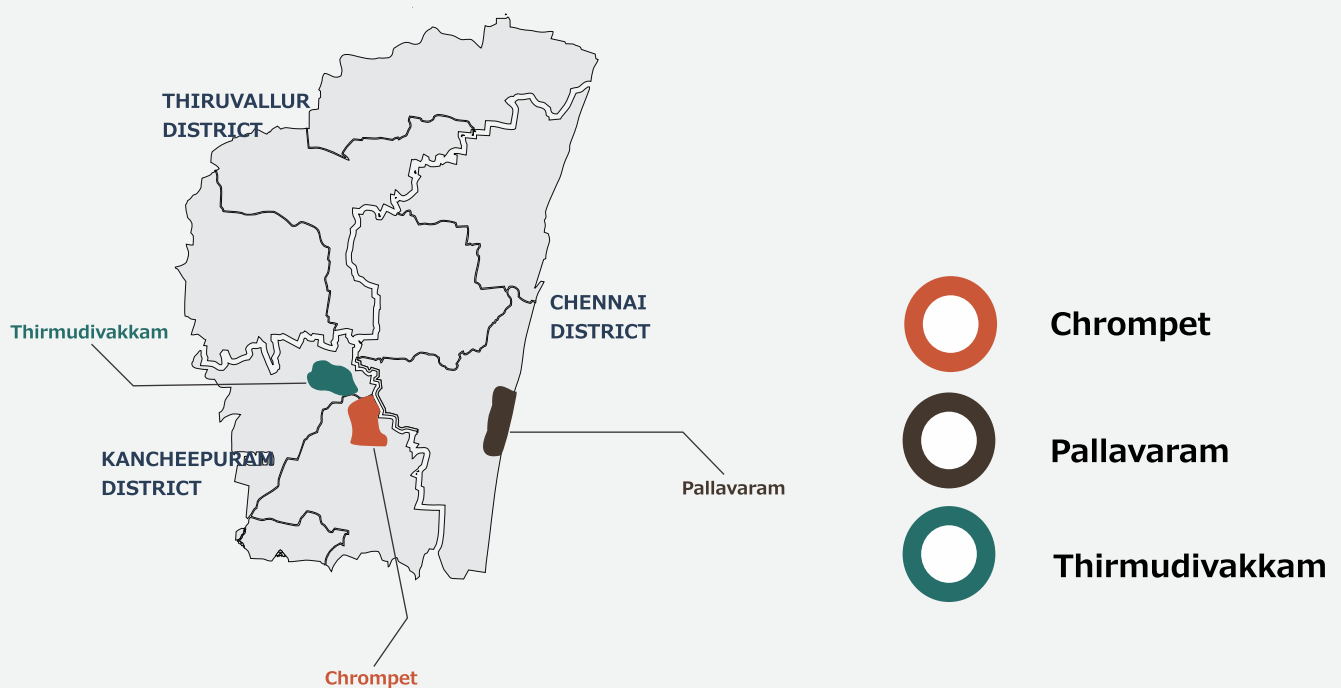 THIRUVALLUR
DISTRICT
CHENNAI
DISTRICT
Thirmudivakkam
KANCHEEPURAM
DISTRICT
Pallavaram
Chrompet
Chrompet
Pallavaram
Thirmudivakkam